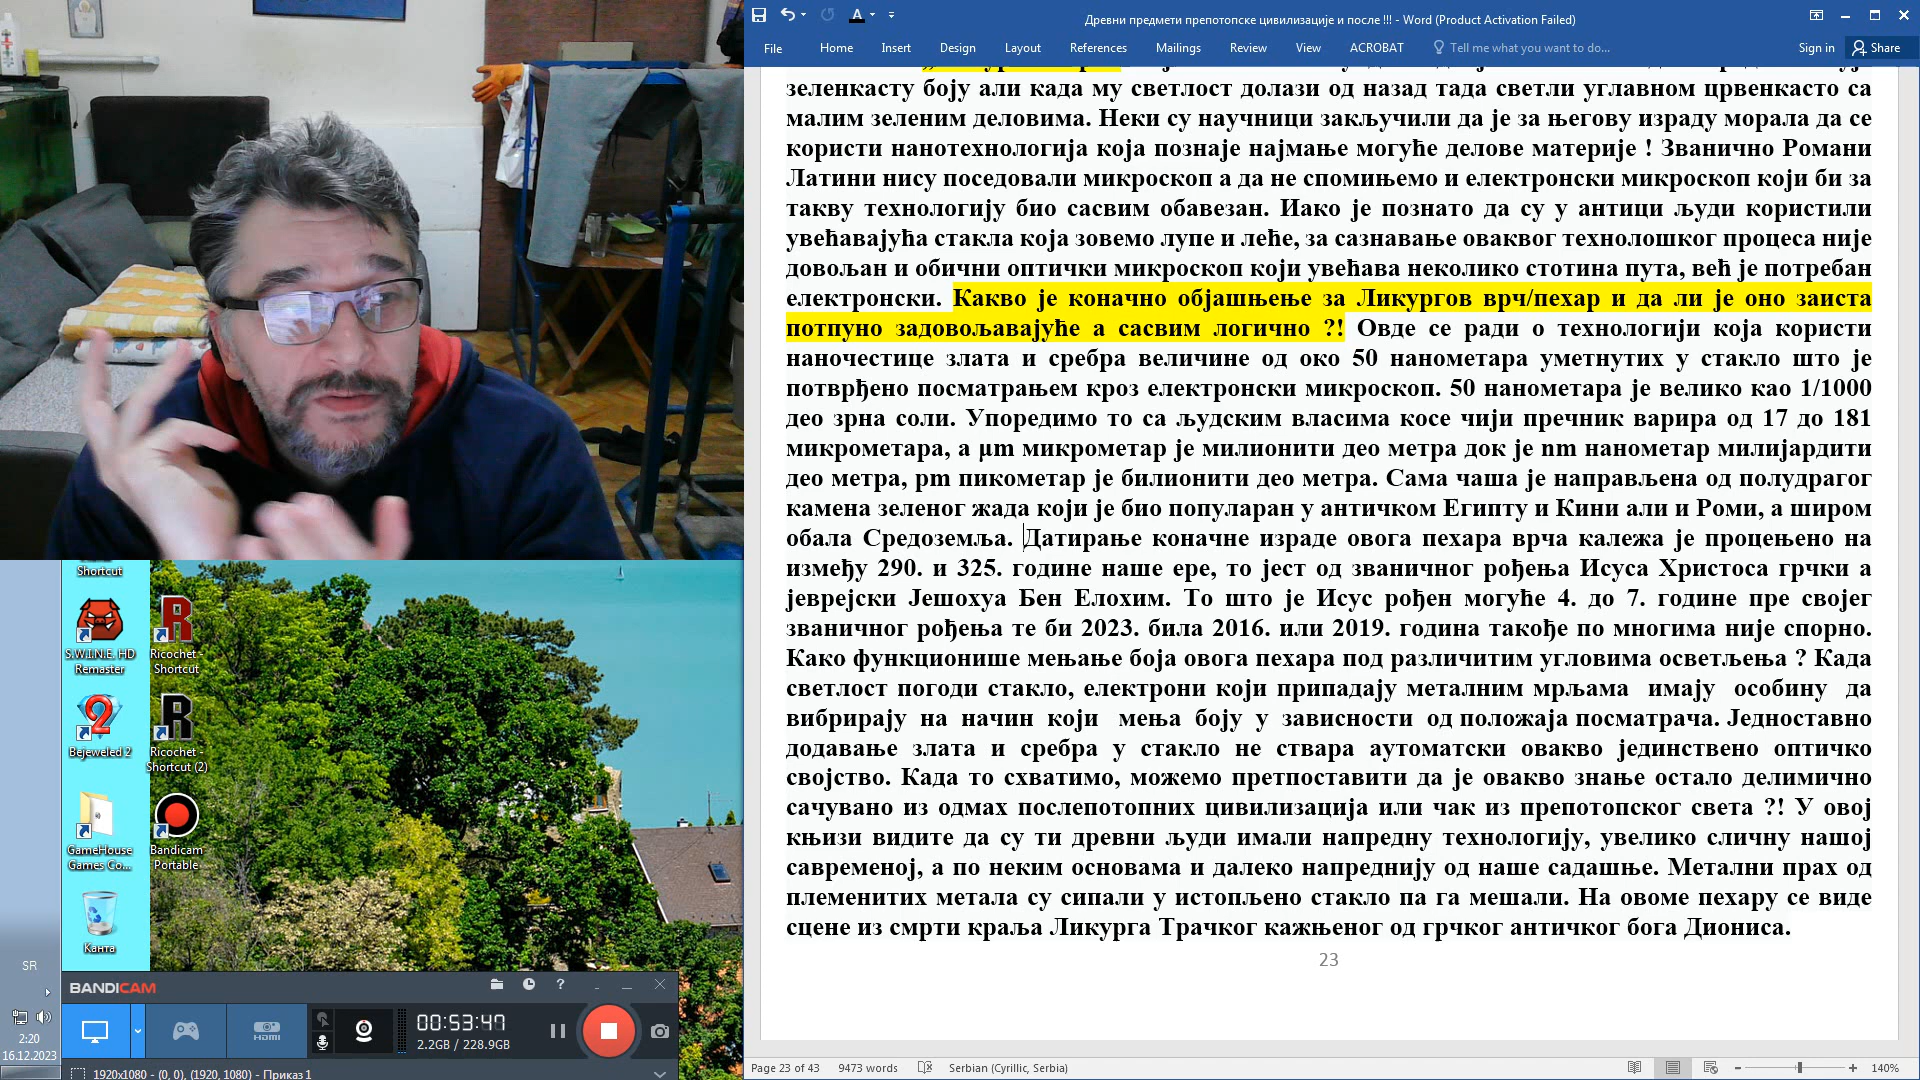 Древни предмети препотопске цивилизације и после !!! - Word (Product Activation Failed)
File Home Insert Design Layout References Mailings Review View ACROBAT Tell me what you want to do... Sign in Share
зеленкасту боју али када му светлост долази од назад тада светли углавном црвенкасто са
малим зеленим деловима. Неки су научници закључили да је за његову израду морала да се
користи нанотехнологија која познаје најмање могуће делове материје ! Званично Романи
Латини нису поседовали микроскоп а да не спомињемо и електронски микроскоп који би за
такву технологију био сасвим обавезан. Иако је познато да су у антици људи користили
увећавајућа стакла која зовемо лупе и леће, за сазнавање оваквог технолошког процеса није
довољан и обични оптички микроскоп који увећава неколико стотина пута, већ је потребан
електронски. Какво је коначно објашњење за Ликургов врч/пехар и да ли је оно заиста
потпуно задовољавајуће а сасвим логично ?! Овде се ради о технологији која користи
наночестице злата и сребра величине од око 50 нанометара уметнутих у стакло што је
потврђено посматрањем кроз електронски микроскоп. 50 нанометара је велико као 1/1000
део зрна соли. Упоредимо то са људским власима косе чији пречник варира од 17 до 181
микрометара, а µm микрометар је милионити део метра док је nm нанометар милијардити
део метра, pm пикометар је билионити део метра. Сама чаша је направљена од полудрагог
камена зеленог жада који је био популаран у античком Египту и Кини али и Роми, а широм
обала Средоземља. Датирање коначне израде овога пехара врча калежа је процењено на
између 290. и 325. године наше ере, то јест од званичног рођења Исуса Христоса грчки а
јеврејски Јешохуа Бен Елохим. То што је Исус рођен могуће 4. до 7. године пре својег
званичног рођења те би 2023. била 2016. или 2019. година такође по многима није спорно.
Како функционише мењање боја овога пехара под различитим угловима осветљења ? Када
светлост погоди стакло, електрони који припадају металним мрљама имају особину да
вибрирају на начин који мења боју у зависности од положаја посматрача. Једноставно
додавање злата и сребра у стакло не ствара аутоматски овакво јединствено оптичко
својство. Када то схватимо, можемо претпоставити да је овакво знање остало делимично
сачувано из одмах послепотопних цивилизација или чак из препотопског света ?! У овој
књизи видите да су ти древни људи имали напредну технологију, увелико сличну нашој
савременој, а по неким основама и далеко напреднију од наше садашње. Метални прах од
племенитих метала су сипали у истопљено стакло па га мешали. На овоме пехару се виде
сцене из смрти краља Ликурга Трачког кажњеног од грчког античког бога Диониса.
23
Page 23 of 43 9473 words Serbian (Cyrillic, Serbia) 140%
Shortcut
S.W.I.N.E. HD
Remaster
Ricochet -
Shortcut
Bejeweled 2
Ricochet -
Shortcut (2)
GameHouse
Games Co...
Bandicam
Portable
Канта
SR
2:20
16.12.2023
BANDICAM
HDMI
00:53:47
2.2GB / 228.9GB
1920x1080 - (0, 0), (1920, 1080) - Приказ 1